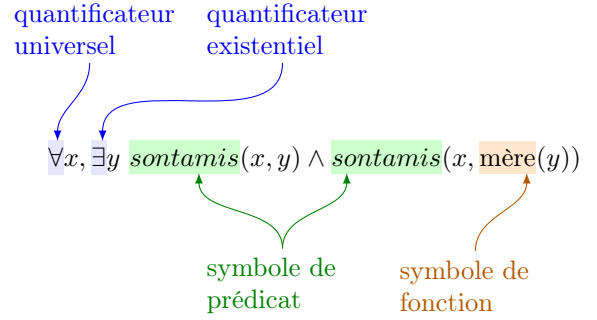 quantificateur
universel
quantificateur
existentiel
∀x, ∃y sontamis(x, y) ∧ sontamis(x, mère(y))
symbole de
prédicat
symbole de
fonction